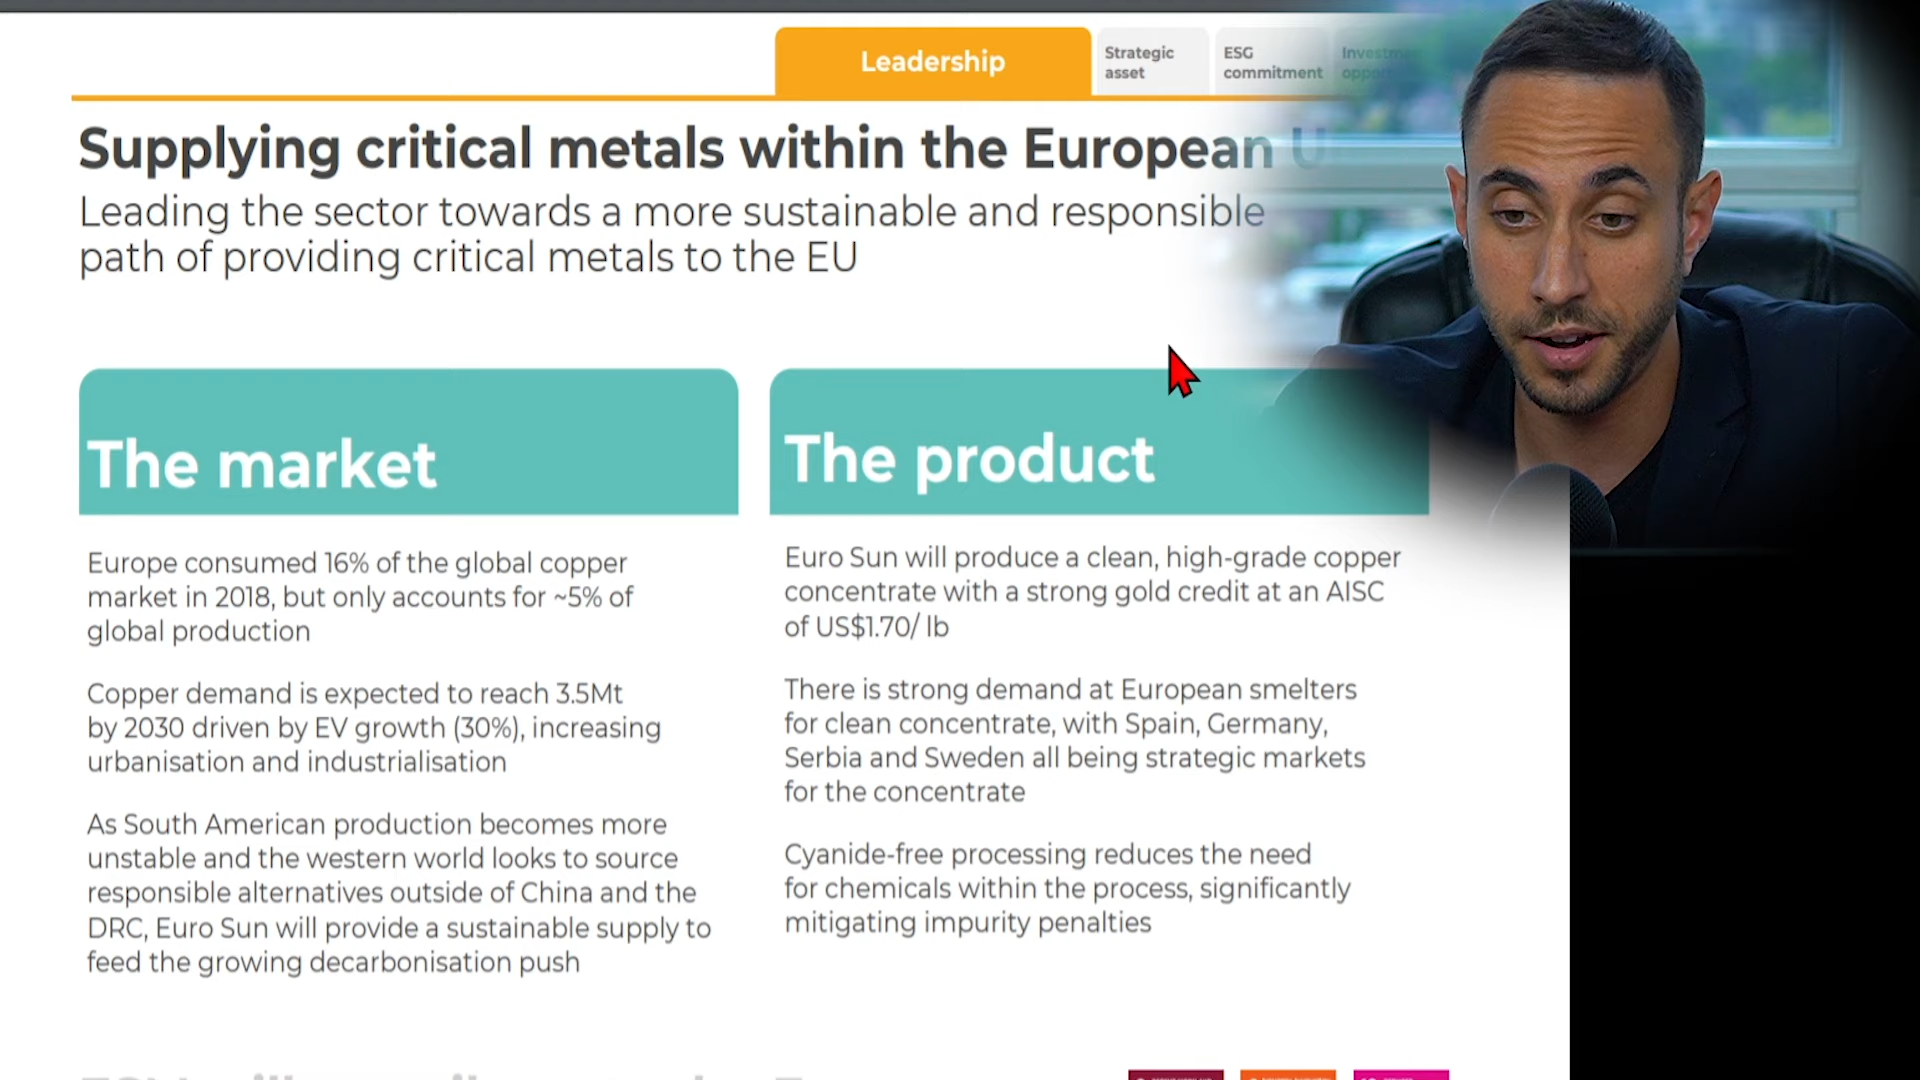 Leadership
Strategic
asset
ESG
commitment
Supplying critical metals within the European U
Leading the sector towards a more sustainable and responsible
path of providing critical metals to the EU
The market
The product
Europe consumed 16% of the global copper
market in 2018, but only accounts for ~5% of
global production
Copper demand is expected to reach 3.5Mt
by 2030 driven by EV growth (30%), increasing
urbanisation and industrialisation
As South American production becomes more
unstable and the western world looks to source
responsible alternatives outside of China and the
DRC, Euro Sun will provide a sustainable supply to
feed the growing decarbonisation push
Euro Sun will produce a clean, high-grade copper
concentrate with a strong gold credit at an AISC
of US$1.70/ lb
There is strong demand at European smelters
for clean concentrate, with Spain, Germany,
Serbia and Sweden all being strategic markets
for the concentrate
Cyanide-free processing reduces the need
for chemicals within the process, significantly
mitigating impurity penalties